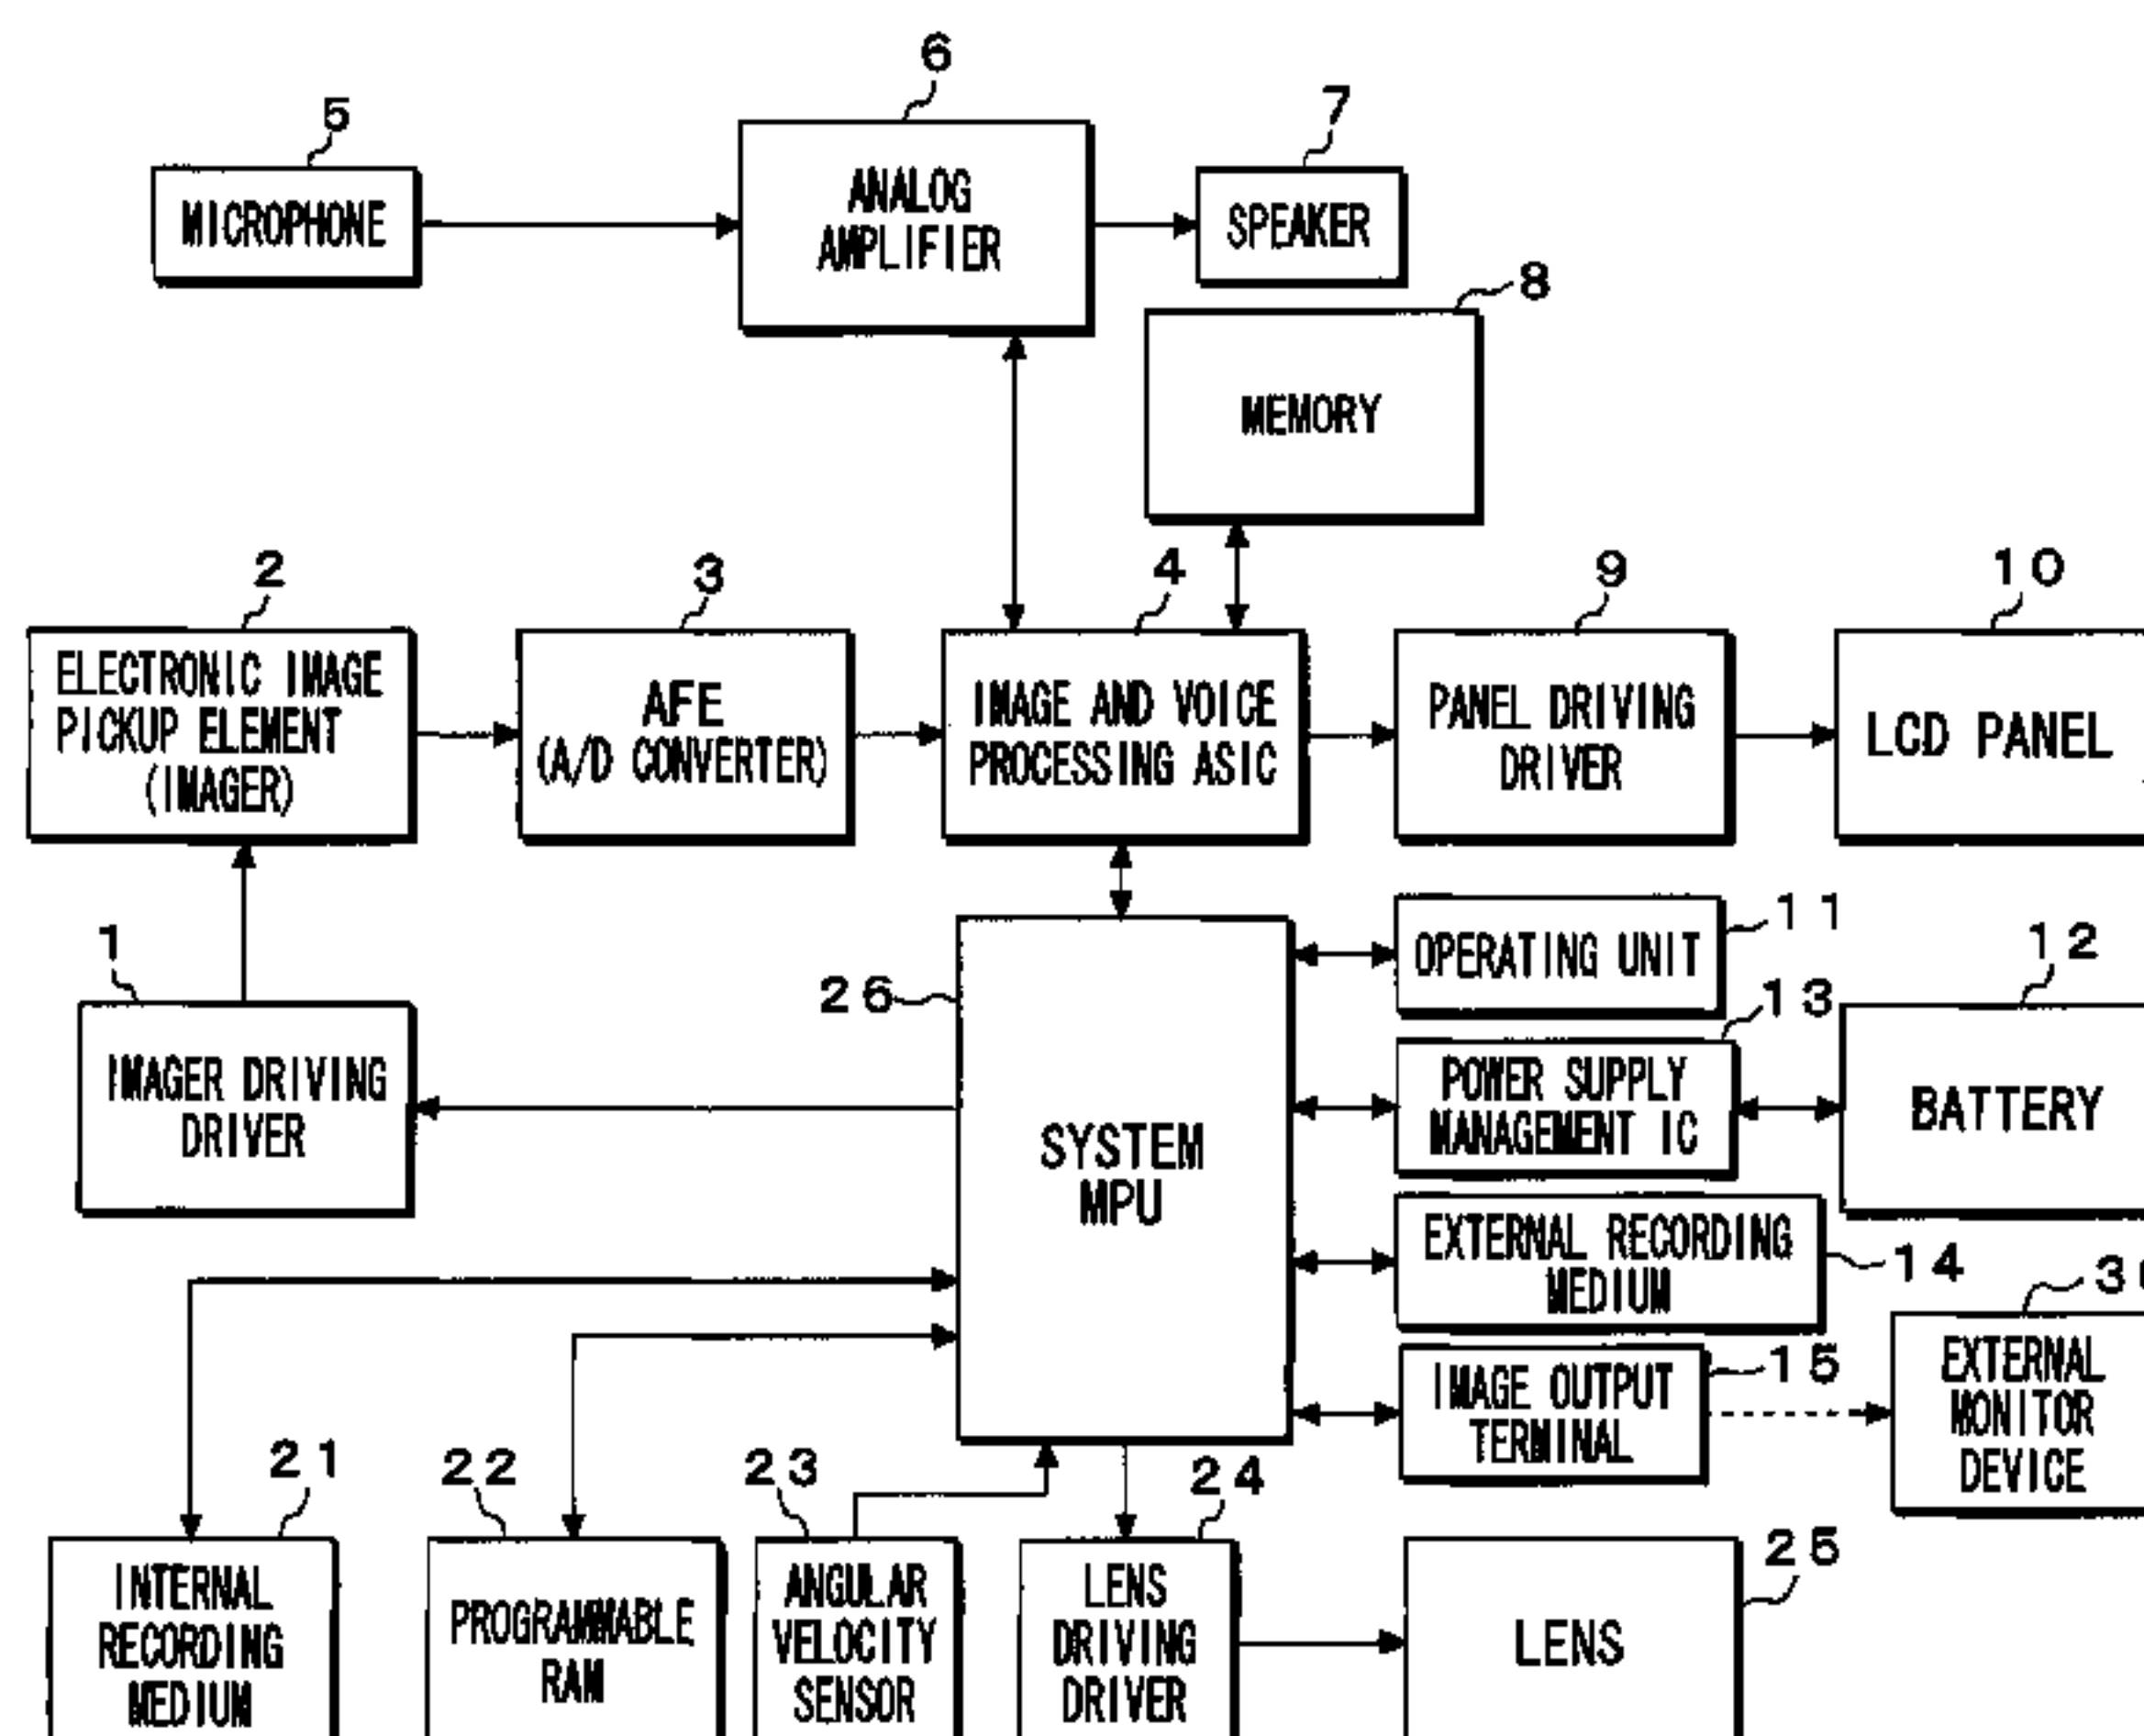 6
5
7
MICROPHONE
ANALOG
AMPLIFIER
SPEAKER
8
MEMORY
2
3
4
9
10
ELECTRONIC IMAGE
PICKUP ELEMENT
(IMAGER)
AFE
(A/D CONVERTER)
IMAGE AND VOICE
PROCESSING ASIC
PANEL DRIVING
DRIVER
LCD PANEL
1
26
11
12
OPERATING UNIT
13
IMAGER DRIVING
DRIVER
SYSTEM
MPU
POWER SUPPLY
MANAGEMENT IC
BATTERY
EXTERNAL RECORDING
MEDIUM
14
IMAGE OUTPUT
TERMINAL
15
EXTERNAL
MONITOR
DEVICE
21
22
23
24
25
INTERNAL
RECORDING
MEDIUM
PROGRAMMABLE
RAM
ANGULAR
VELOCITY
SENSOR
LENS
DRIVING
DRIVER
LENS